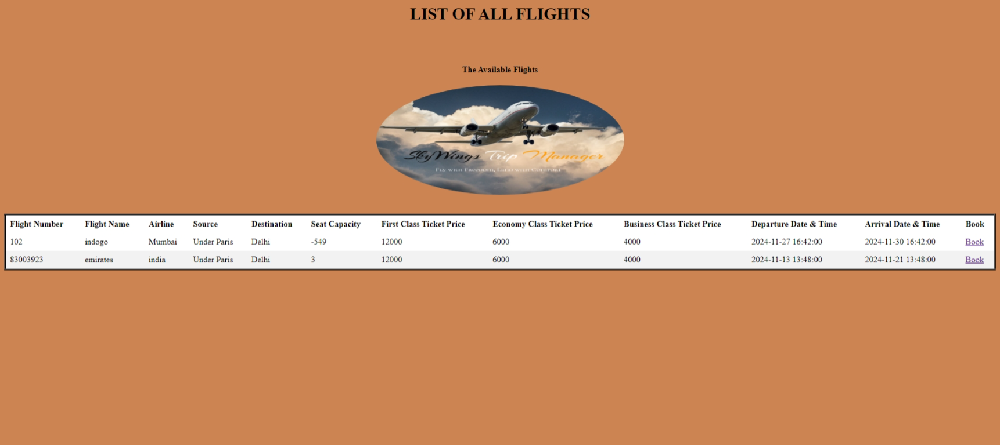 LIST OF ALL FLIGHTS
The Available Flights
SkyWings Trip Manager
Fly with Freedom, Land with Comfort
Flight Number Flight Name Airline Source Destination Seat Capacity First Class Ticket Price Economy Class Ticket Price Business Class Ticket Price Departure Date & Time Arrival Date & Time Book
102 indogo Mumbai Under Paris Delhi -549 12000 6000 4000 2024-11-27 16:42:00 2024-11-30 16:42:00 Book
83003923 emirates india Under Paris Delhi 3 12000 6000 4000 2024-11-13 13:48:00 2024-11-21 13:48:00 Book